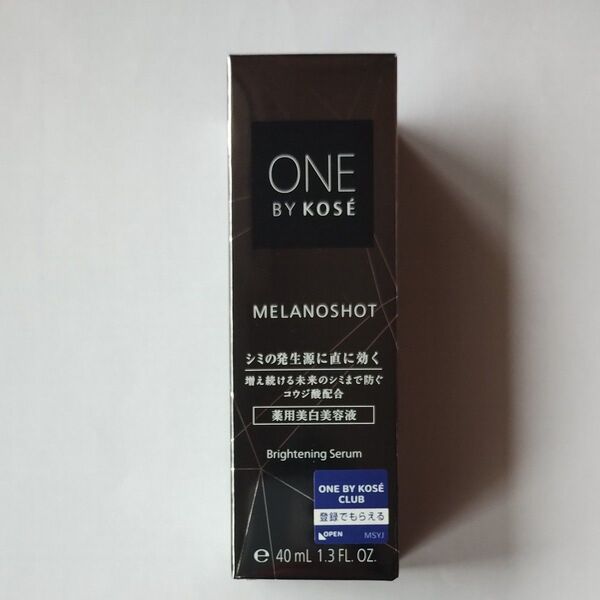 ONE
BY KOSÉ
MELANOSHOT
シミの発生源に直に効く
増え続ける未来のシミまで防ぐ
コウジ酸配合
薬用美白美容液
Brightening Serum
ONE BY KOSÉ
CLUB
登録でもらえる
OPEN MSYJ
℮ 40 mL 1.3 FL. OZ.